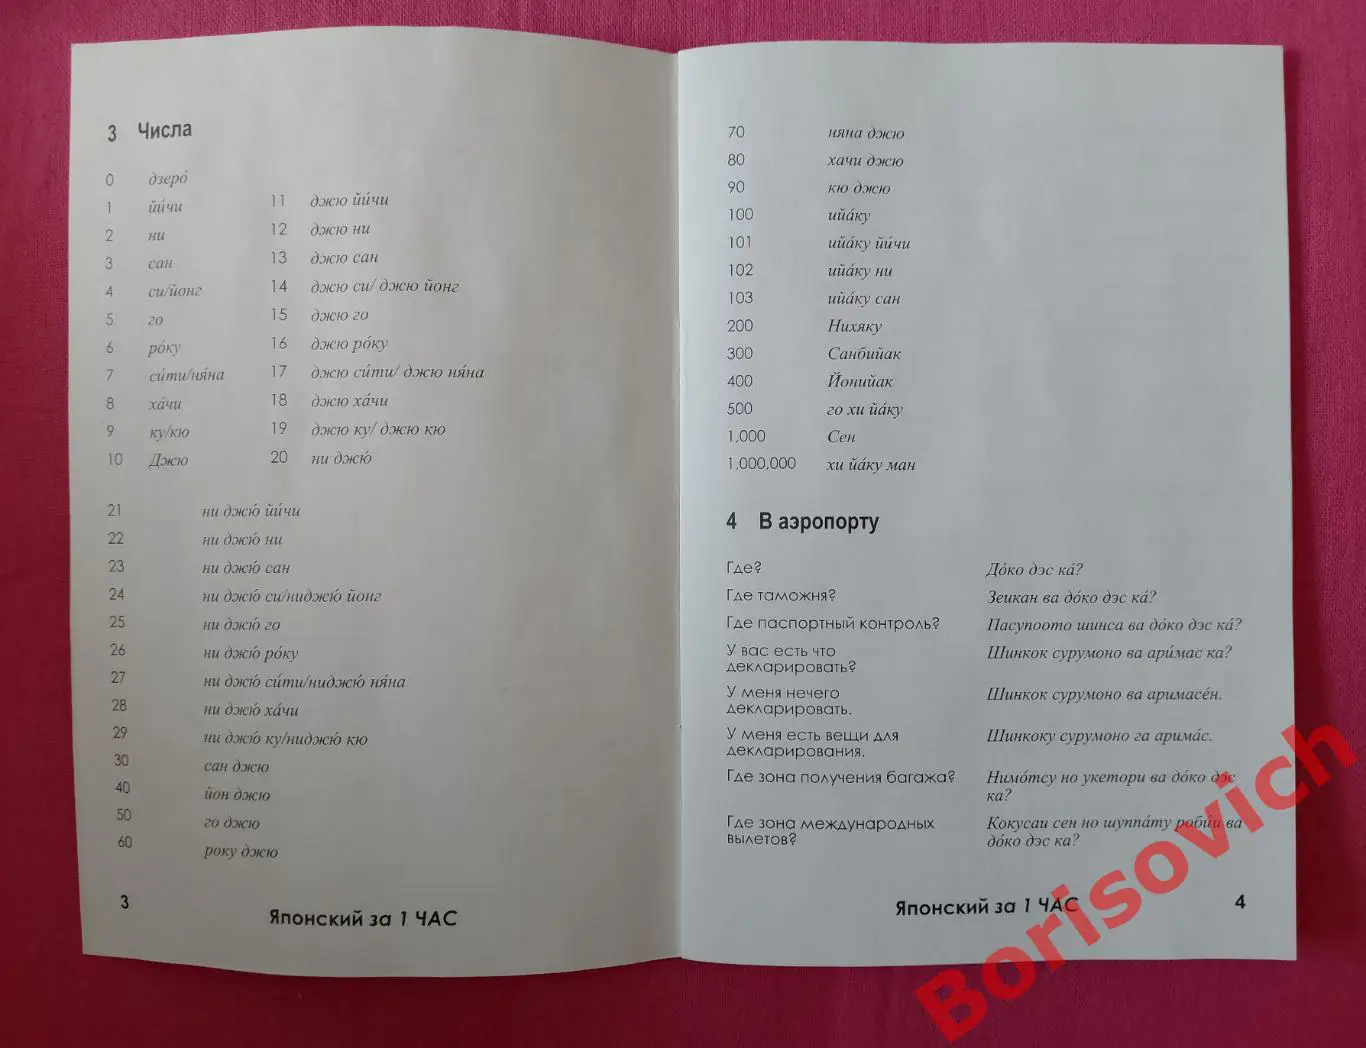 3 Числа
0 дзеро́
1 йи́чи
2 ни
3 сан
4 си/йонг
5 го
6 ро́ку
7 си́ти/ня́на
8 ха́чи
9 ку/кю
10 Джю
11 джю йи́чи
12 джю ни
13 джю сан
14 джю си/ джю йонг
15 джю го
16 джю ро́ку
17 джю си́ти/ джю ня́на
18 джю ха́чи
19 джю ку/ джю кю
20 ни джю́
21 ни джю́ йи́чи
22 ни джю́ ни
23 ни джю́ сан
24 ни джю́ си/ниджю́ йонг
25 ни джю́ го
26 ни джю́ ро́ку
27 ни джю́ си́ти/ниджю́ ня́на
28 ни джю́ ха́чи
29 ни джю́ ку/ниджю́ кю
30 сан джю
40 йон джю
50 го джю
60 року джю
3
Японский за 1 ЧАС
70 няна джю
80 хачи джю
90 кю джю
100 ийа́ку
101 ийа́ку йи́чи
102 ийа́ку ни
103 ийа́ку сан
200 Нихяку
300 Санбийак
400 Йонийак
500 го хи йа́ку
1,000 Сен
1,000,000 хи йа́ку ман
4 В аэропорту
Где? До́ко дэс ка́?
Где таможня? Зеикан ва до́ко дэс ка́?
Где паспортный контроль? Пасупоото шинса ва до́ко дэс ка́?
У вас есть что Шинкок сурумоно ва ари́мас ка?
декларировать?
У меня нечего Шинкок сурумоно ва аримасе́н.
декларировать.
У меня есть вещи для Шинкоку сурумоно га арима́с.
декларирования.
Где зона получения багажа? Нимо́тсу но укетори ва до́ко дэс
ка?
Где зона международных Кокусаи сен но шуппа́ту роби́и ва
вылетов? до́ко дэс ка?
Японский за 1 ЧАС
4
Borisovich